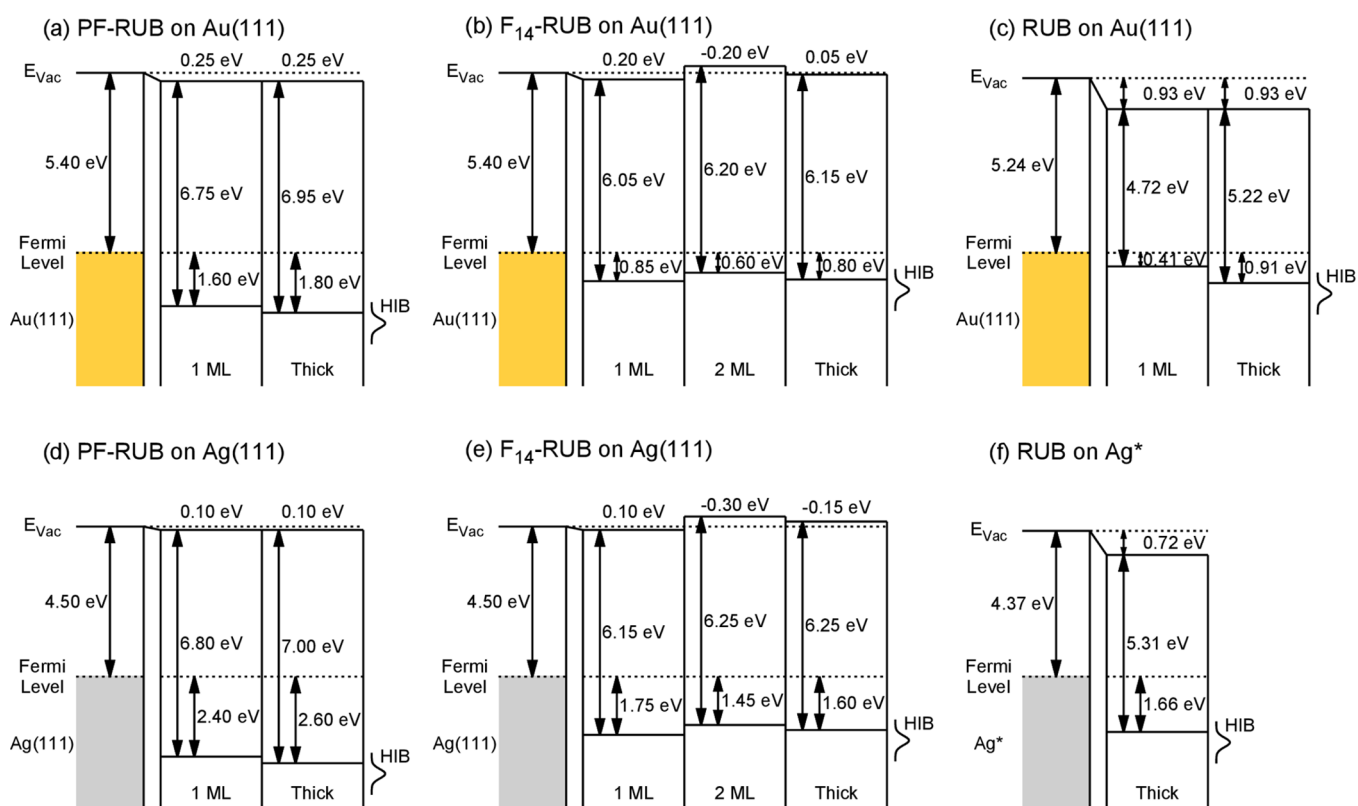 (a) PF-RUB on Au(111)
0.25 eV 0.25 eV
E_Vac
5.40 eV
6.75 eV 6.95 eV
Fermi
Level
1.60 eV 1.80 eV
HIB
Au(111)
1 ML Thick
(b) F₁₄-RUB on Au(111)
0.20 eV -0.20 eV 0.05 eV
E_Vac
5.40 eV
6.05 eV 6.20 eV 6.15 eV
Fermi
Level
0.85 eV 0.60 eV 0.80 eV
HIB
Au(111)
1 ML 2 ML Thick
(c) RUB on Au(111)
E_Vac
0.93 eV 0.93 eV
5.24 eV
4.72 eV 5.22 eV
Fermi
Level
0.41 eV 0.91 eV
HIB
Au(111)
1 ML Thick
(d) PF-RUB on Ag(111)
0.10 eV 0.10 eV
E_Vac
4.50 eV
6.80 eV 7.00 eV
Fermi
Level
2.40 eV 2.60 eV
Ag(111)
HIB
1 ML Thick
(e) F₁₄-RUB on Ag(111)
0.10 eV -0.30 eV -0.15 eV
E_Vac
4.50 eV
6.15 eV 6.25 eV 6.25 eV
Fermi
Level
1.75 eV 1.45 eV 1.60 eV
HIB
Ag(111)
1 ML 2 ML Thick
(f) RUB on Ag*
E_Vac
0.72 eV
4.37 eV
5.31 eV
Fermi
Level
1.66 eV
HIB
Ag*
Thick